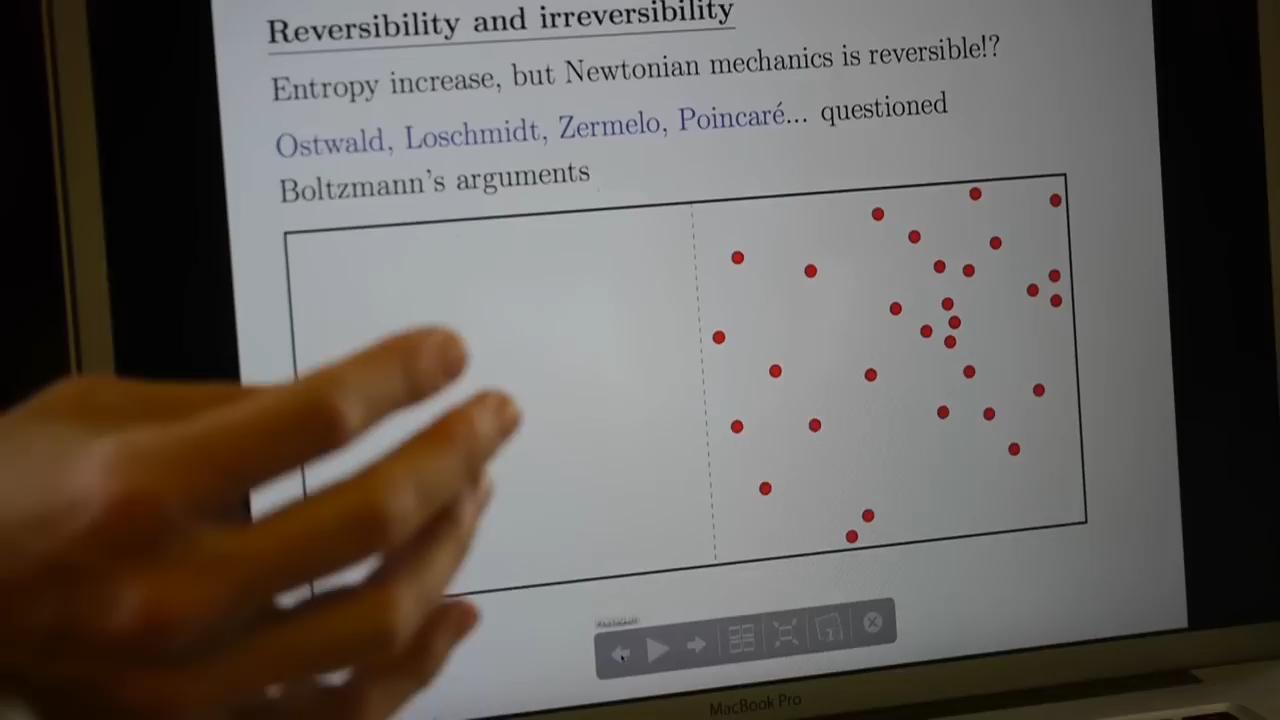 Reversibility and irreversibility
Entropy increase, but Newtonian mechanics is reversible!?
Ostwald, Loschmidt, Zermelo, Poincaré... questioned
Boltzmann's arguments
MacBook Pro